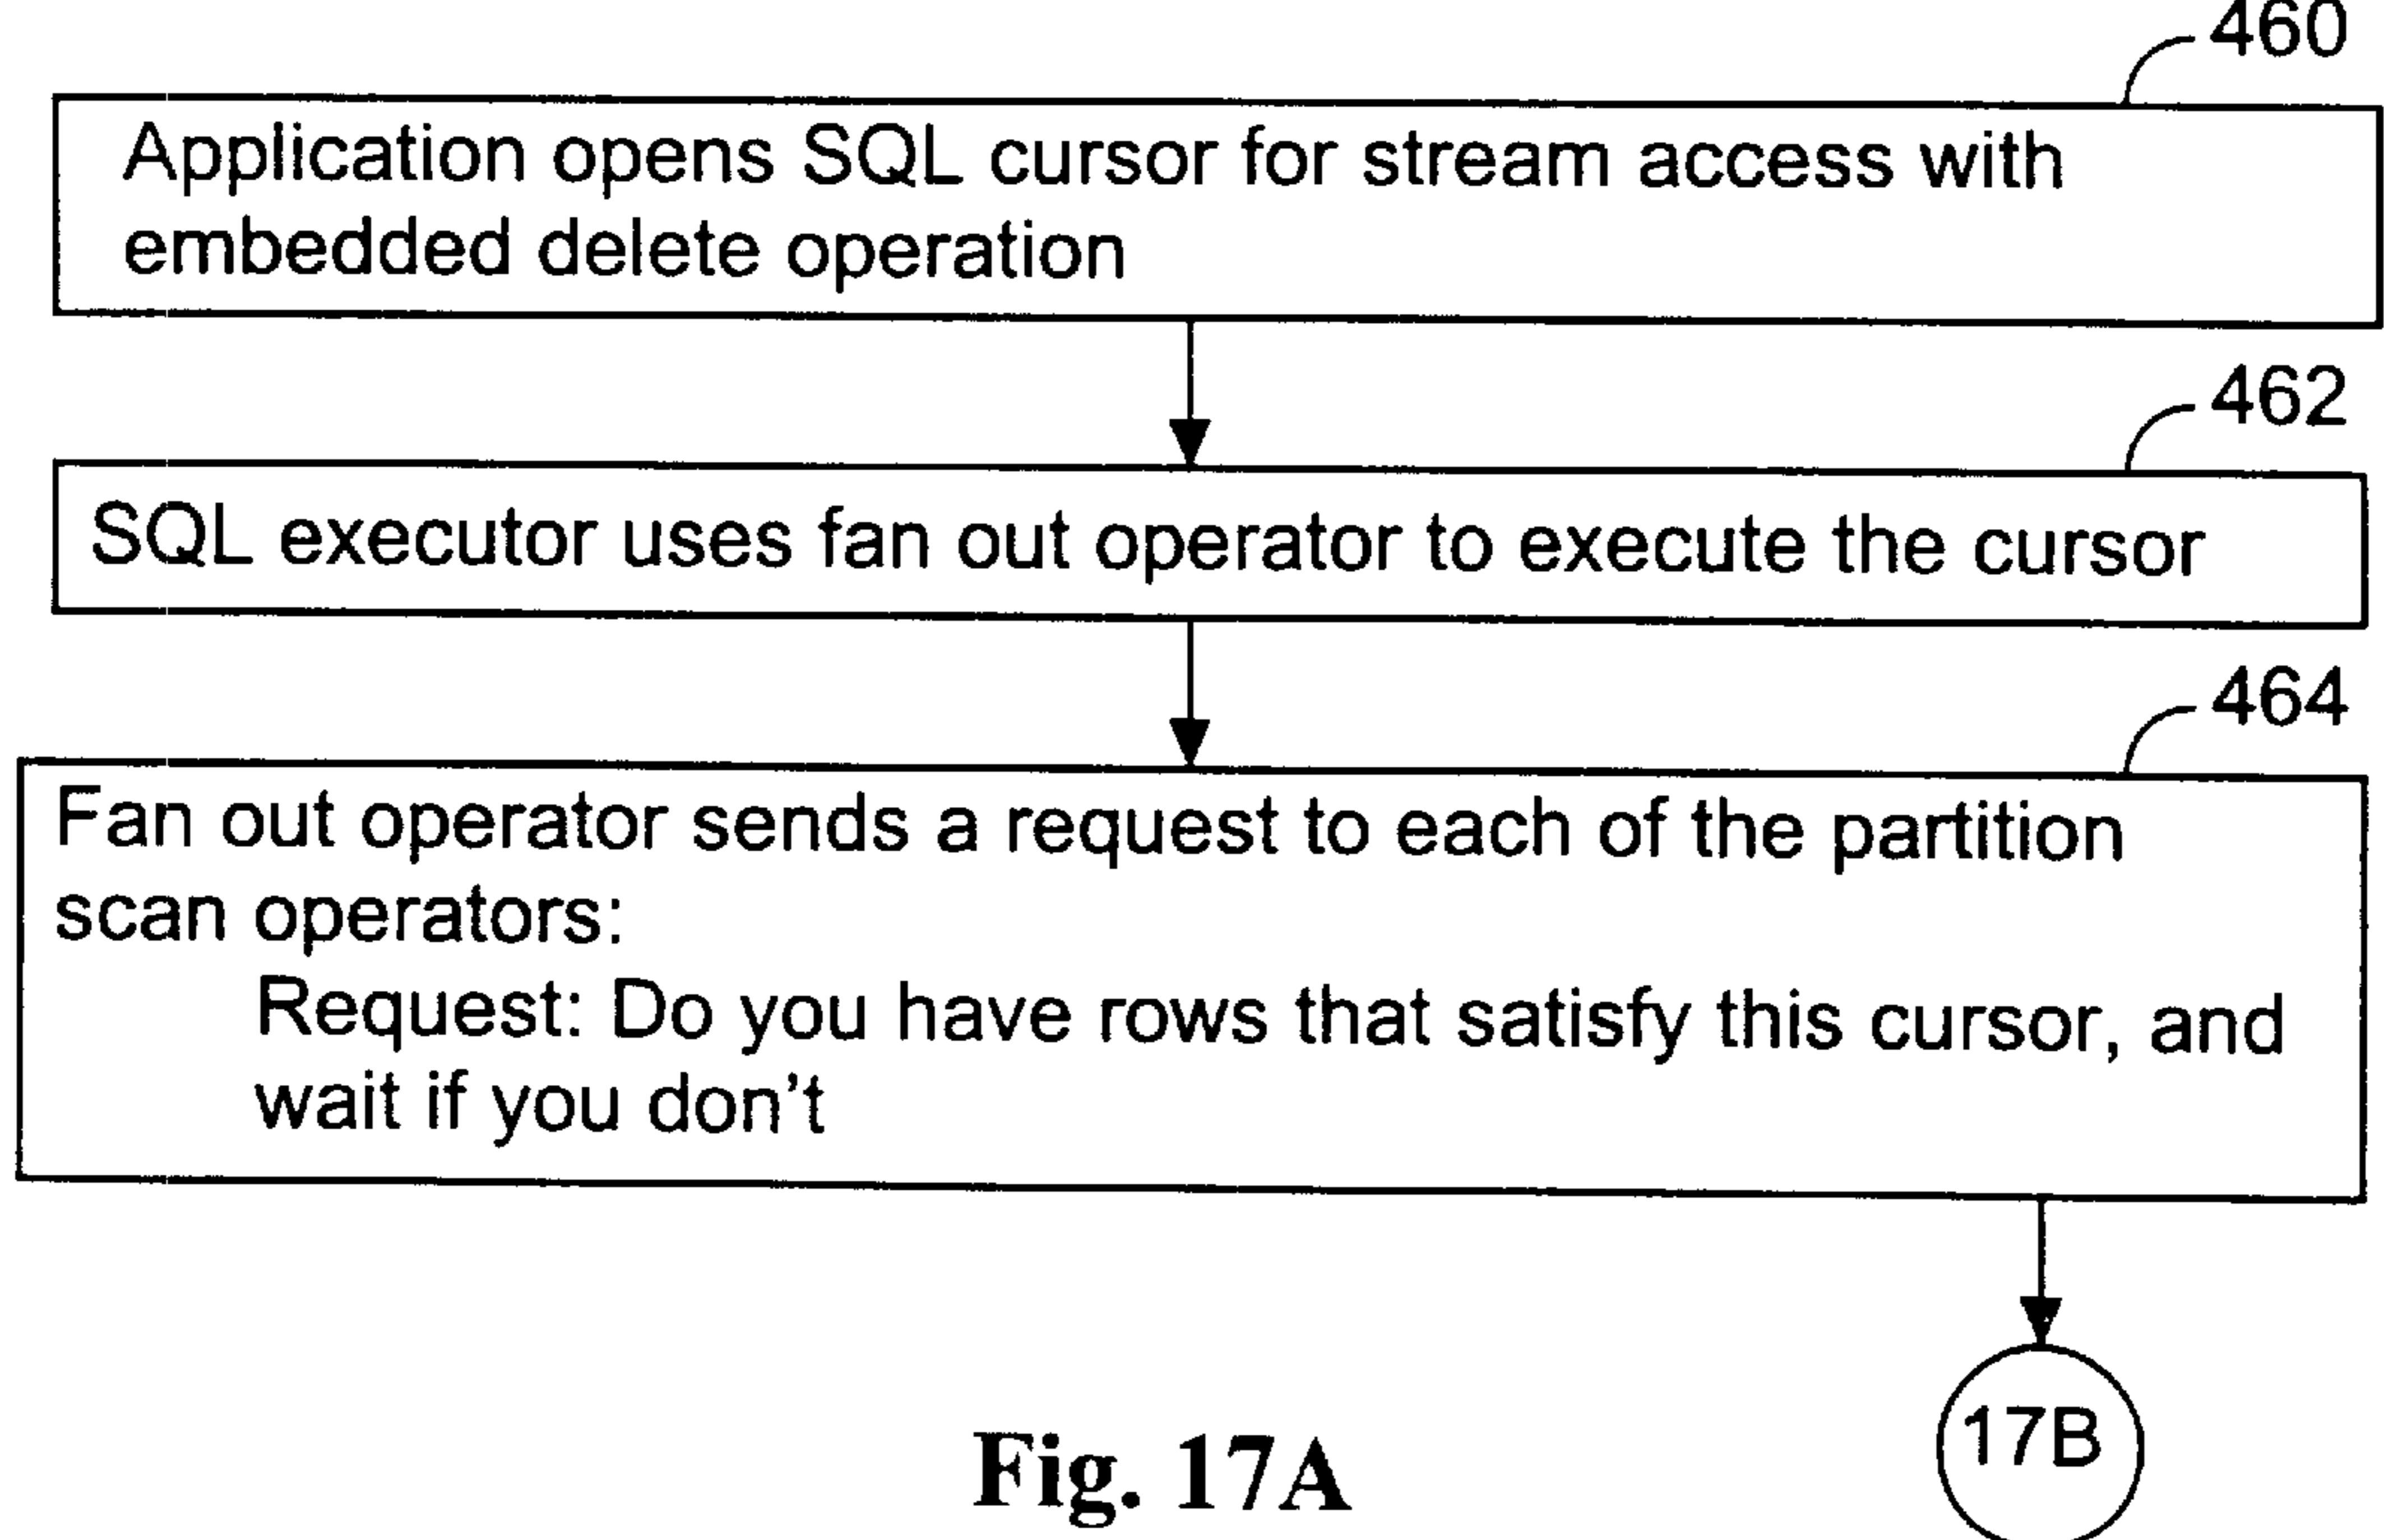 460
Application opens SQL cursor for stream access with
embedded delete operation
462
SQL executor uses fan out operator to execute the cursor
464
Fan out operator sends a request to each of the partition
scan operators:
Request: Do you have rows that satisfy this cursor, and
wait if you don't
17B
Fig. 17A